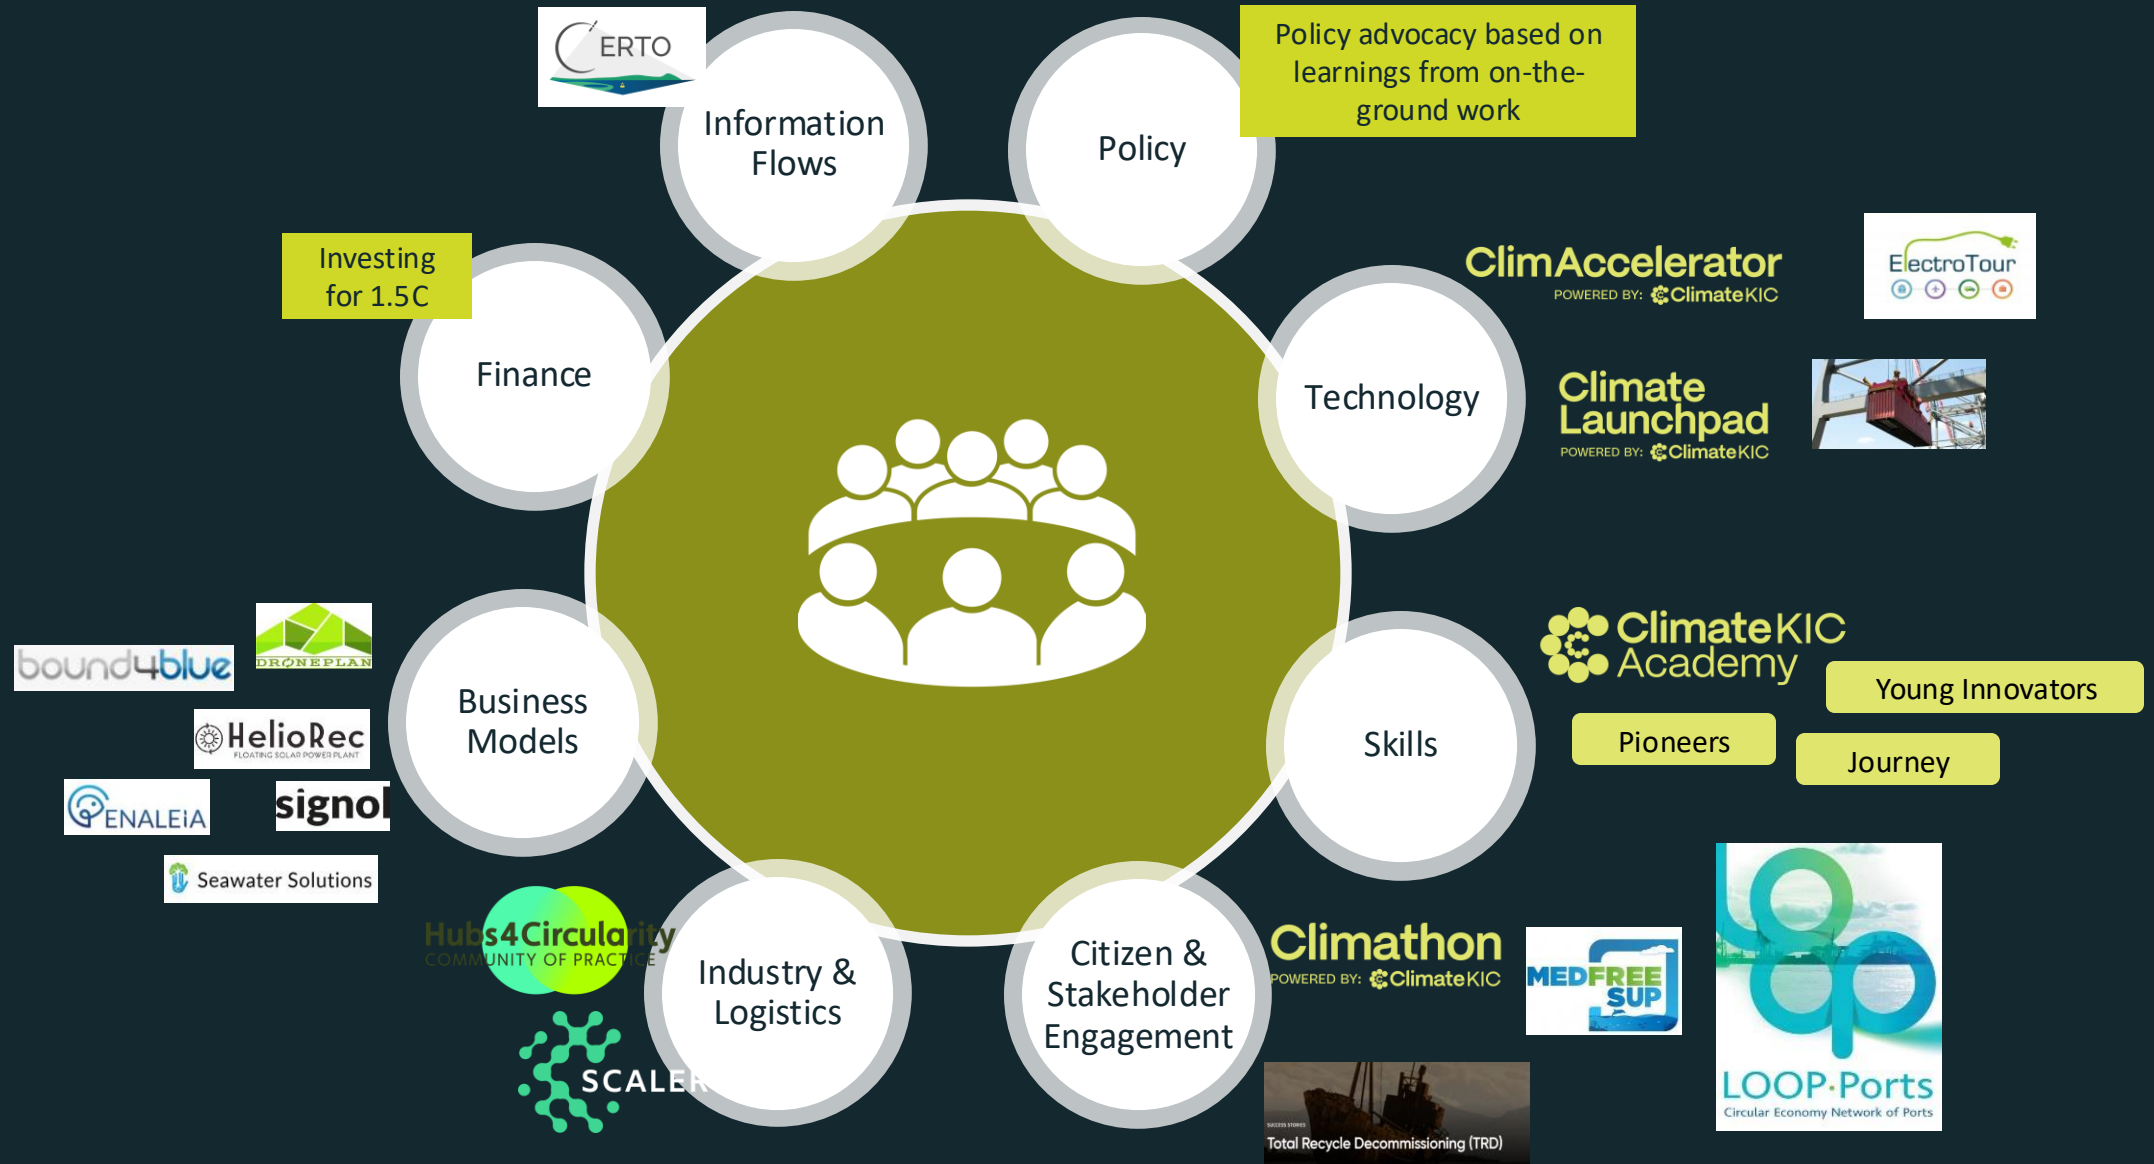 CERTO
Information
Flows
Policy
Policy advocacy based on
learnings from on-the-
ground work
Investing
for 1.5C
Finance
Technology
ClimAccelerator
POWERED BY: ClimateKIC
ElectroTour
Climate
Launchpad
POWERED BY: ClimateKIC
Business
Models
bound4blue
DRONEPLAN
HelioRec
FLOATING SOLAR POWER PLANT
ENALEIA
signol
Seawater Solutions
Skills
ClimateKIC
Academy
Young Innovators
Pioneers
Journey
Hubs4Circularity
COMMUNITY OF PRACTICE
SCALER
Industry &
Logistics
Citizen &
Stakeholder
Engagement
Climathon
POWERED BY: ClimateKIC
MEDFREE
SUP
SUCCESS STORIES
Total Recycle Decommissioning (TRD)
LOOP·Ports
Circular Economy Network of Ports